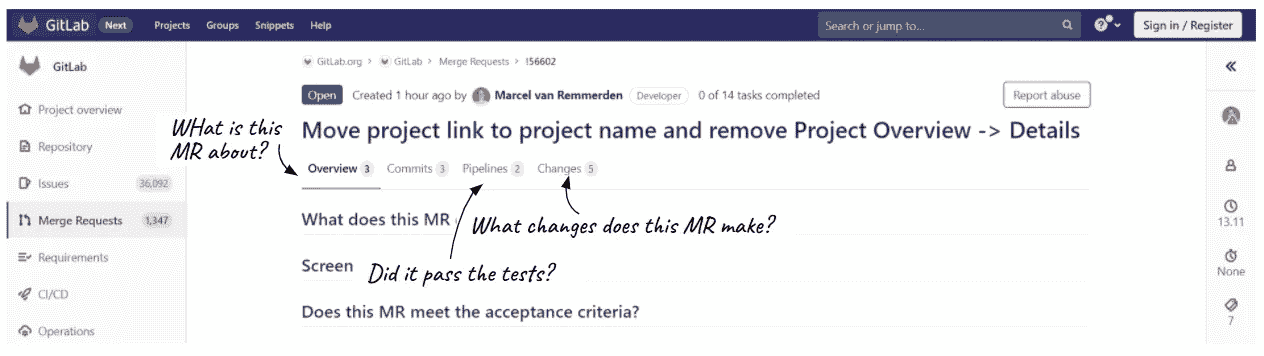 GitLab Next Projects Groups Snippets Help Search or jump to... Sign in / Register
GitLab
Project overview
Repository
Issues 36,092
Merge Requests 1,347
Requirements
CI/CD
Operations
GitLab.org > GitLab > Merge Requests > !56602
Open Created 1 hour ago by Marcel van Remmerden Developer 0 of 14 tasks completed Report abuse
Move project link to project name and remove Project Overview -> Details
WHat is this
MR about?
Overview 3 Commits 3 Pipelines 2 Changes 5
What does this MR
What changes does this MR make?
Screen
Did it pass the tests?
Does this MR meet the acceptance criteria?
13.11
None
7